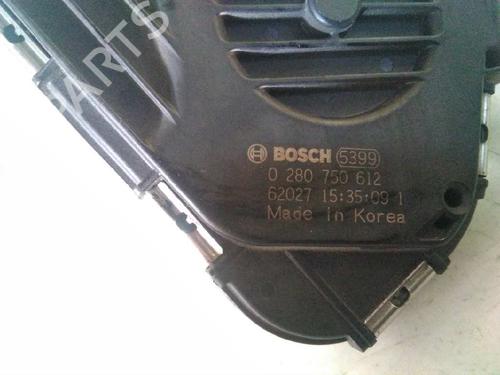 BOSCH 5399
0 280 750 612
62027 15:35:09 1
Made in Korea
PARTS